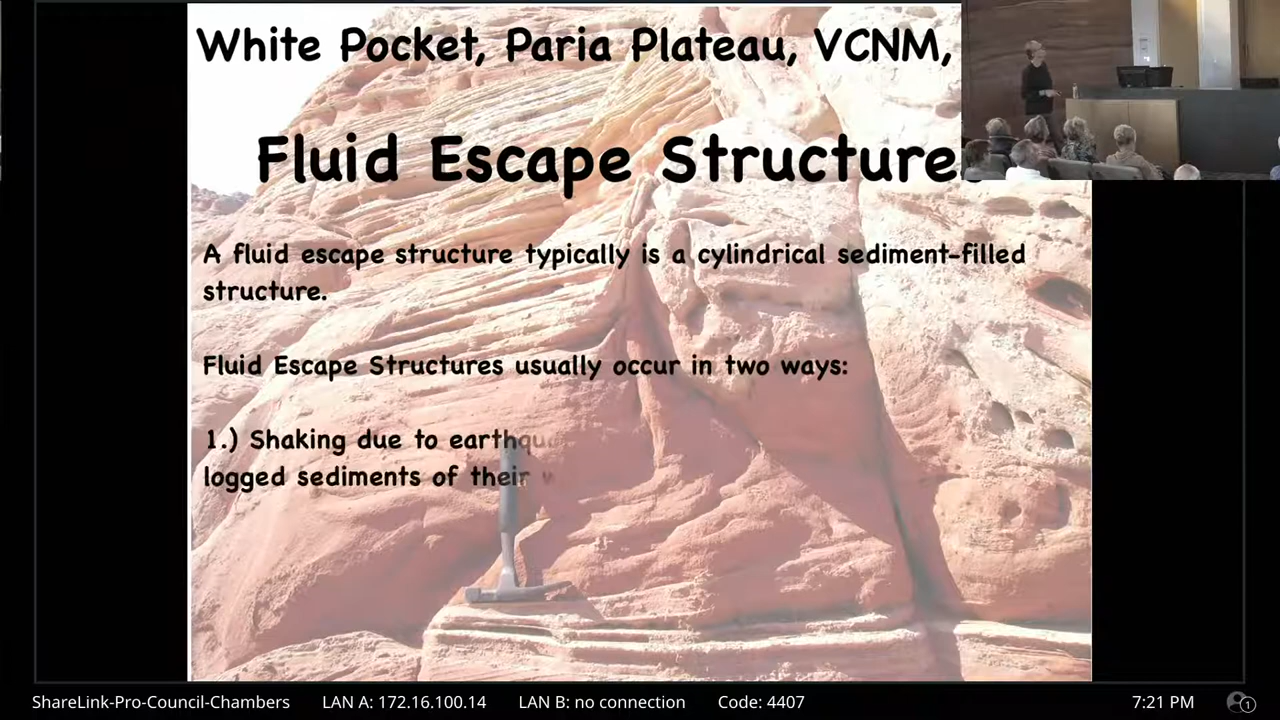 White Pocket, Paria Plateau, VCNM,
Fluid Escape Structures
A fluid escape structure typically is a cylindrical sediment-filled
structure.
Fluid Escape Structures usually occur in two ways:
1.) Shaking due to
logged sediments of their
ShareLink-Pro-Council-Chambers LAN A: 172.16.100.14 LAN B: no connection Code: 4407 7:21 PM 1